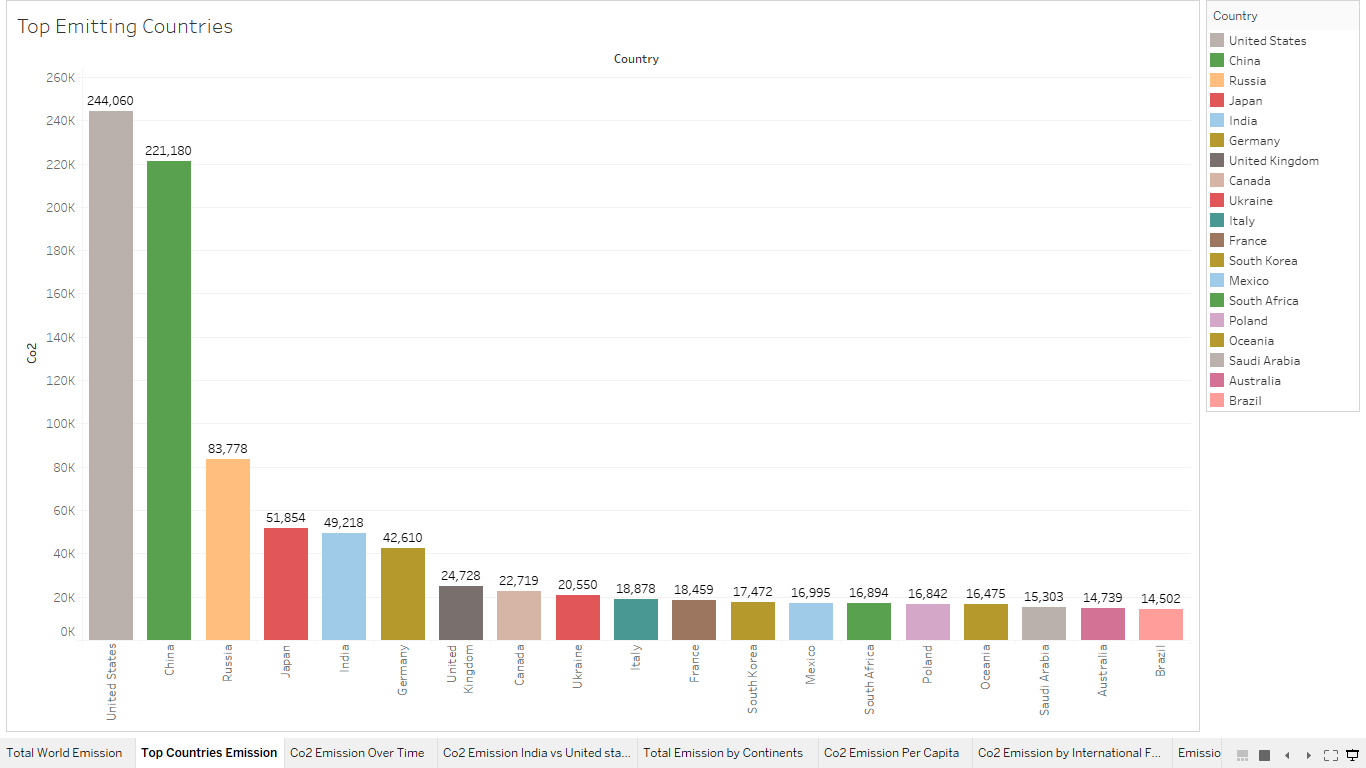 Top Emitting Countries
Country
260K
240K
220K
200K
180K
160K
140K
120K
100K
80K
60K
40K
20K
0K
Co2
244,060
221,180
83,778
51,854
49,218
42,610
24,728
22,719
20,550
18,878
18,459
17,472
16,995
16,894
16,842
16,475
15,303
14,739
14,502
United States
China
Russia
Japan
India
Germany
United
Kingdom
Canada
Ukraine
Italy
France
South Korea
Mexico
South Africa
Poland
Oceania
Saudi Arabia
Australia
Brazil
Country
United States
China
Russia
Japan
India
Germany
United Kingdom
Canada
Ukraine
Italy
France
South Korea
Mexico
South Africa
Poland
Oceania
Saudi Arabia
Australia
Brazil
Total World Emission
Top Countries Emission
Co2 Emission Over Time
Co2 Emission India vs United sta...
Total Emission by Continents
Co2 Emission Per Capita
Co2 Emission by International F...
Emissio